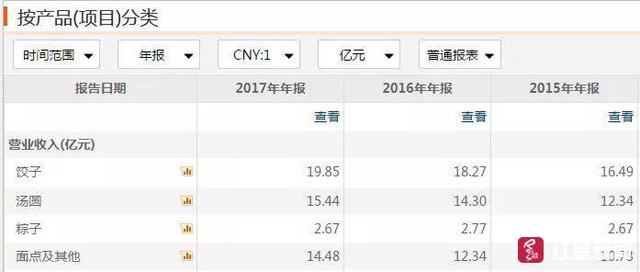 按产品(项目)分类
时间范围 年报 CNY:1 亿元 普通报表
报告日期 2017年年报 2016年年报 2015年年报
查看 查看 查看
营业收入(亿元)
饺子 19.85 18.27 16.49
汤圆 15.44 14.30 12.34
粽子 2.67 2.77 2.67
面点及其他 14.48 12.34
红星新闻